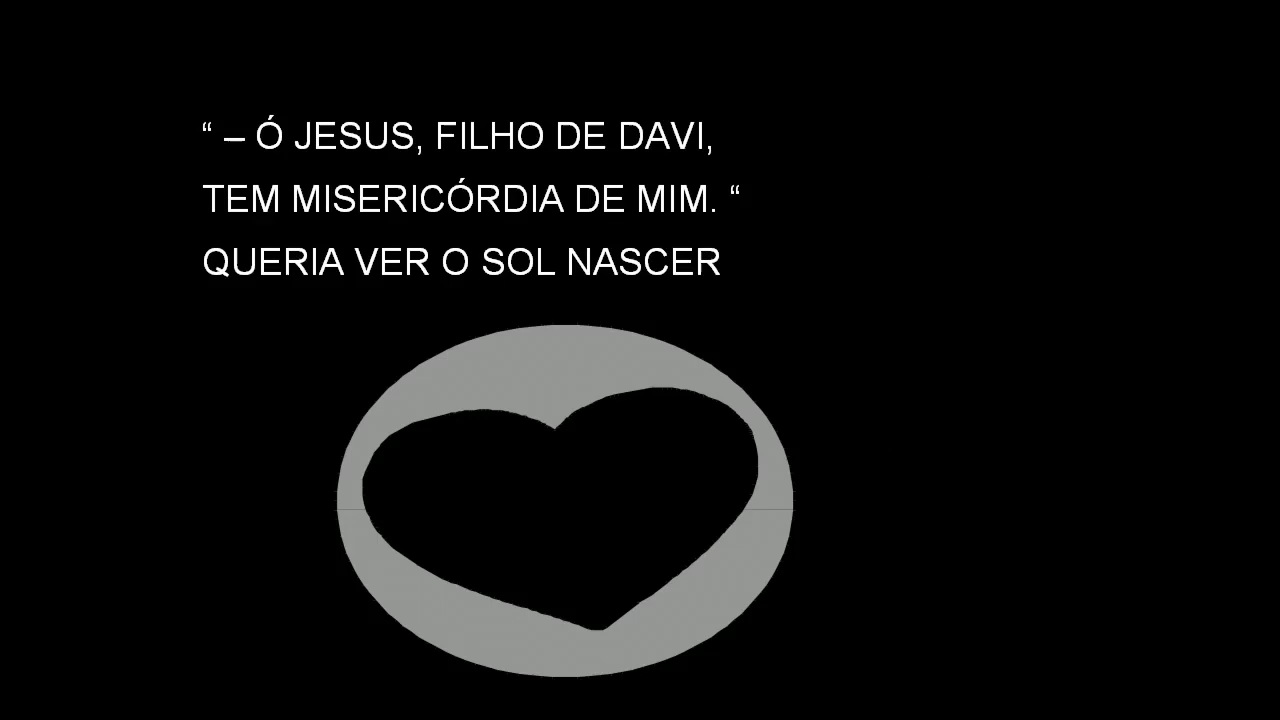 “ – Ó JESUS, FILHO DE DAVI,
TEM MISERICÓRDIA DE MIM. “
QUERIA VER O SOL NASCER